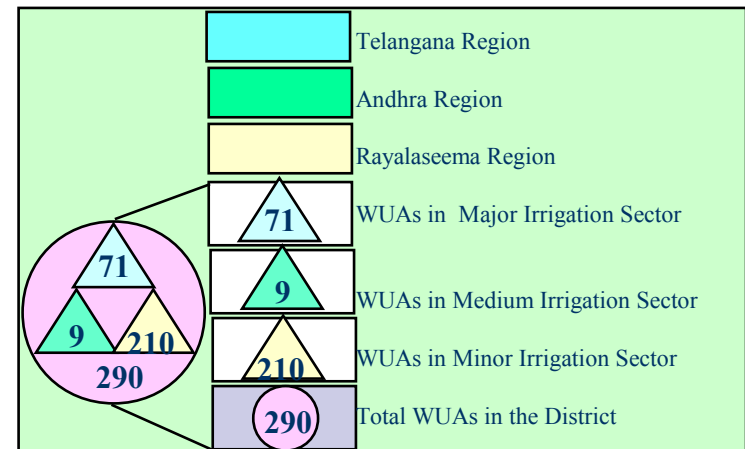 Telangana Region
Andhra Region
Rayalaseema Region
71 WUAs in Major Irrigation Sector
9 WUAs in Medium Irrigation Sector
210 WUAs in Minor Irrigation Sector
290 Total WUAs in the District
71
9 210
290